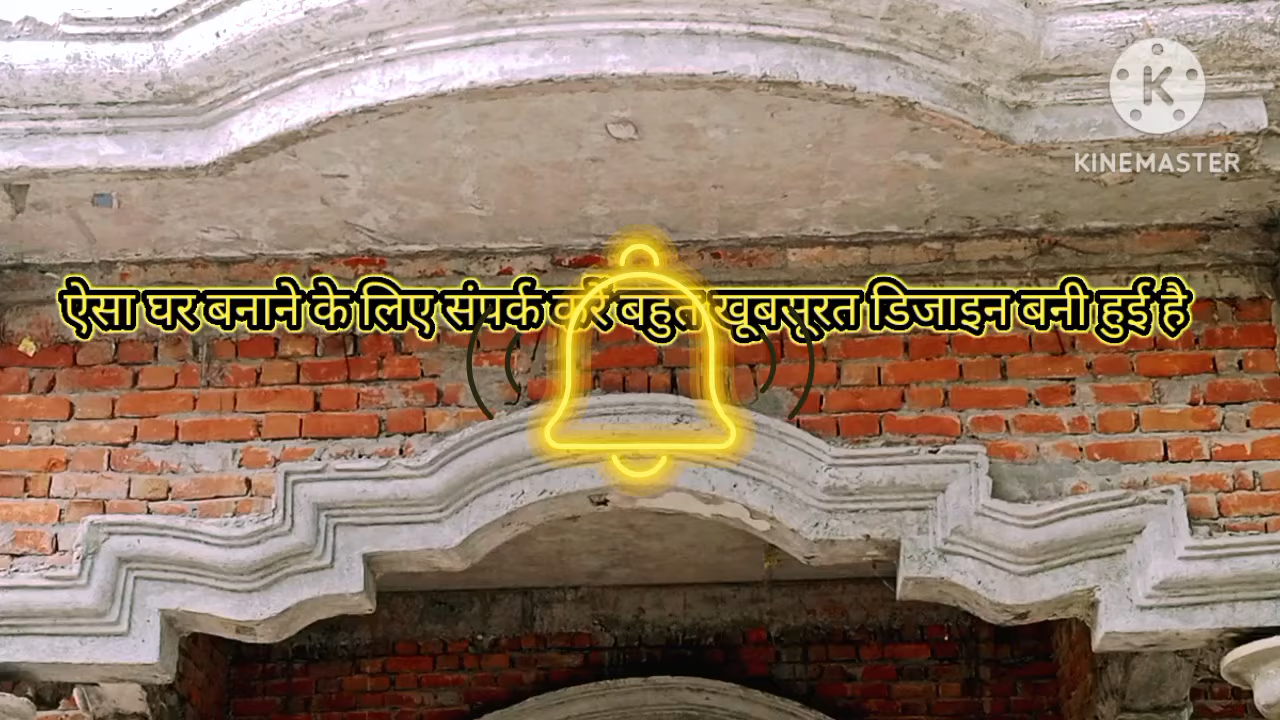 K
KINEMASTER
ऐसा घर बनाने के लिए संपर्क करें बहुत खूबसूरत डिजाइन बनी हुई है